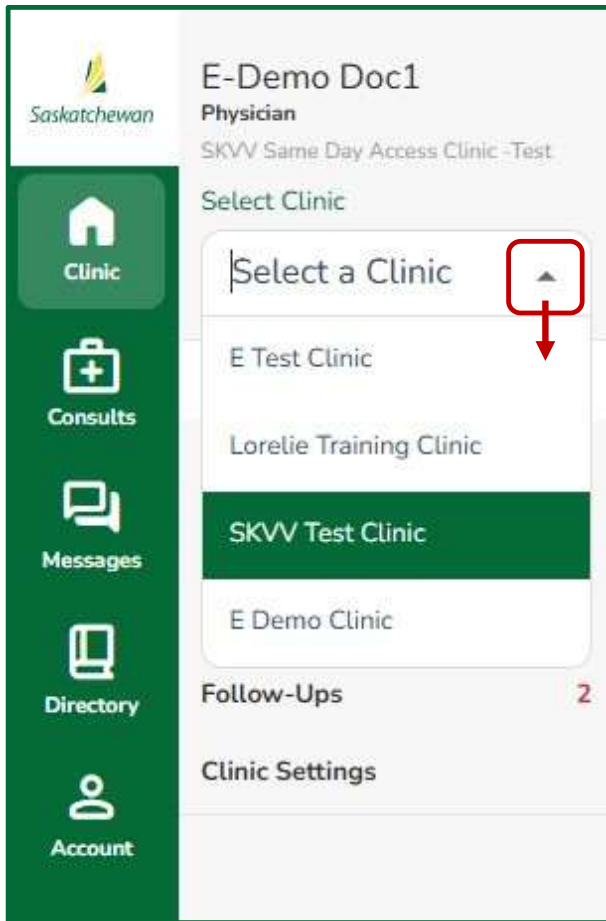 Saskatchewan
Clinic
Consults
Messages
Directory
Account
E-Demo Doc1
Physician
SKVV Same Day Access Clinic -Test
Select Clinic
Select a Clinic
E Test Clinic
Lorelie Training Clinic
SKVV Test Clinic
E Demo Clinic
Follow-Ups 2
Clinic Settings